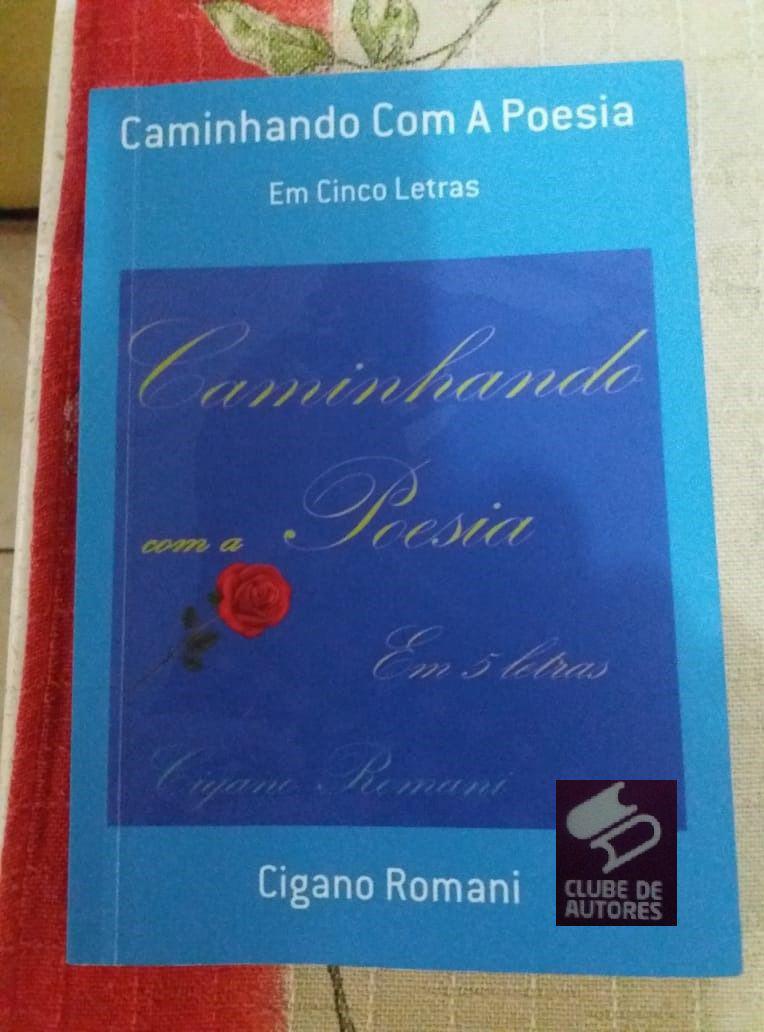 Caminhando Com A Poesia
Em Cinco Letras
Caminhando
com a Poesia
Em 5 letras
Cigano Romani
Cigano Romani
CLUBE DE
AUTORES